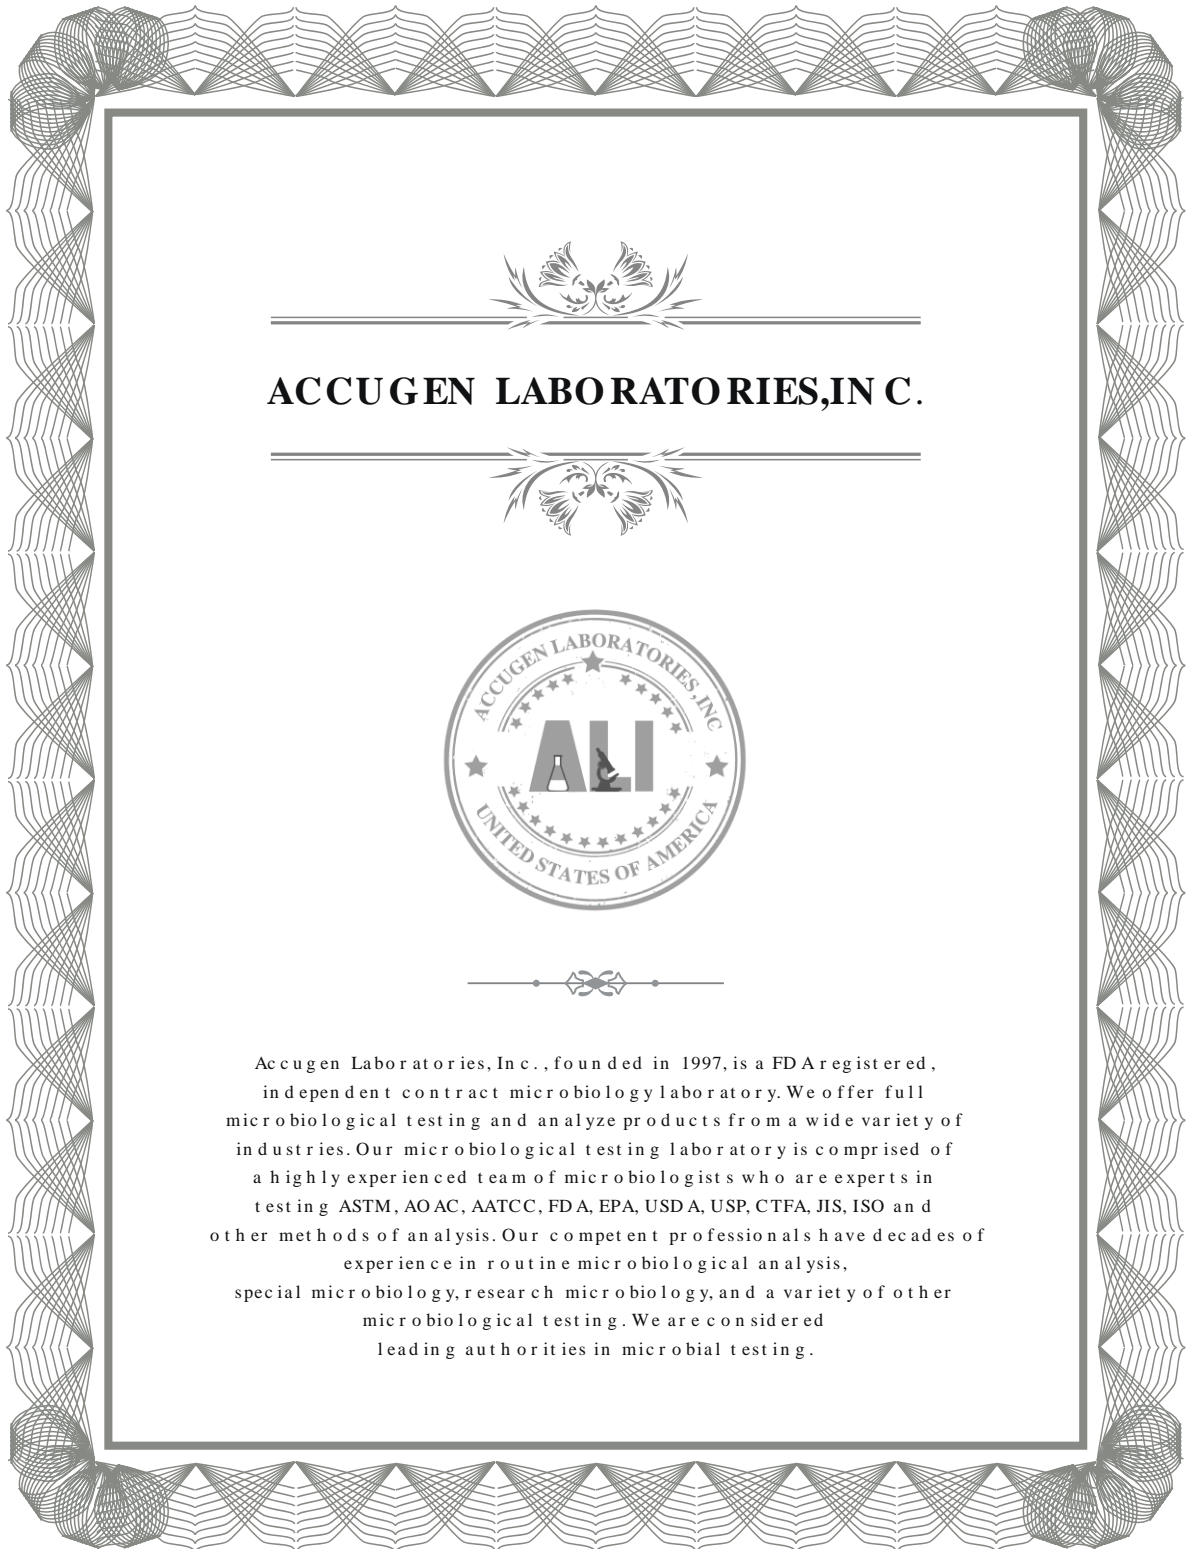 ACCUGEN LABORATORIES,INC.
ACCUGEN LABORATORIES,INC
ALI
UNITED STATES OF AMERICA
Accugen Laboratories, Inc., founded in 1997, is a FDA registered,
independent contract microbiology laboratory. We offer full
microbiological testing and analyze products from a wide variety of
industries. Our microbiological testing laboratory is comprised of
a highly experienced team of microbiologists who are experts in
testing ASTM, AOAC, AATCC, FDA, EPA, USDA, USP, CTFA, JIS, ISO and
other methods of analysis. Our competent professionals have decades of
experience in routine microbiological analysis,
special microbiology, research microbiology, and a variety of other
microbiological testing. We are considered
leading authorities in microbial testing.